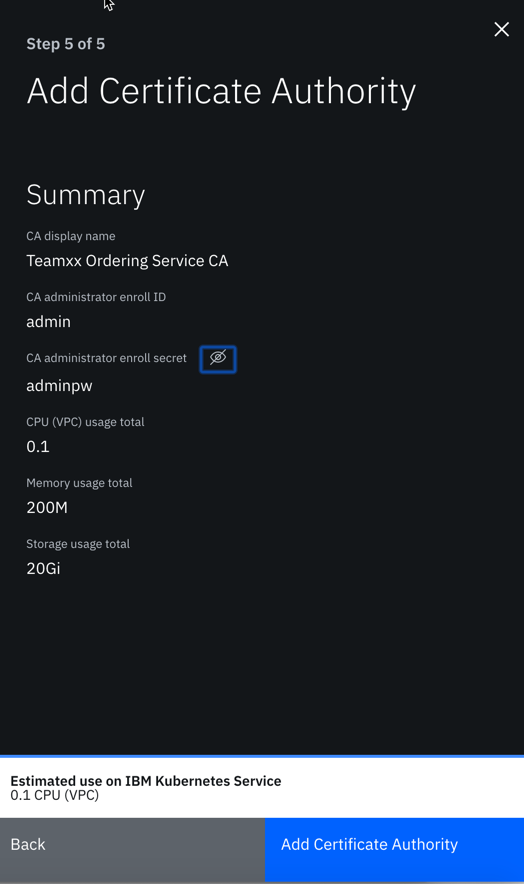 Step 5 of 5
Add Certificate Authority
Summary
CA display name
Teamxx Ordering Service CA
CA administrator enroll ID
admin
CA administrator enroll secret
adminpw
CPU (VPC) usage total
0.1
Memory usage total
200M
Storage usage total
20Gi
Estimated use on IBM Kubernetes Service
0.1 CPU (VPC)
Back
Add Certificate Authority